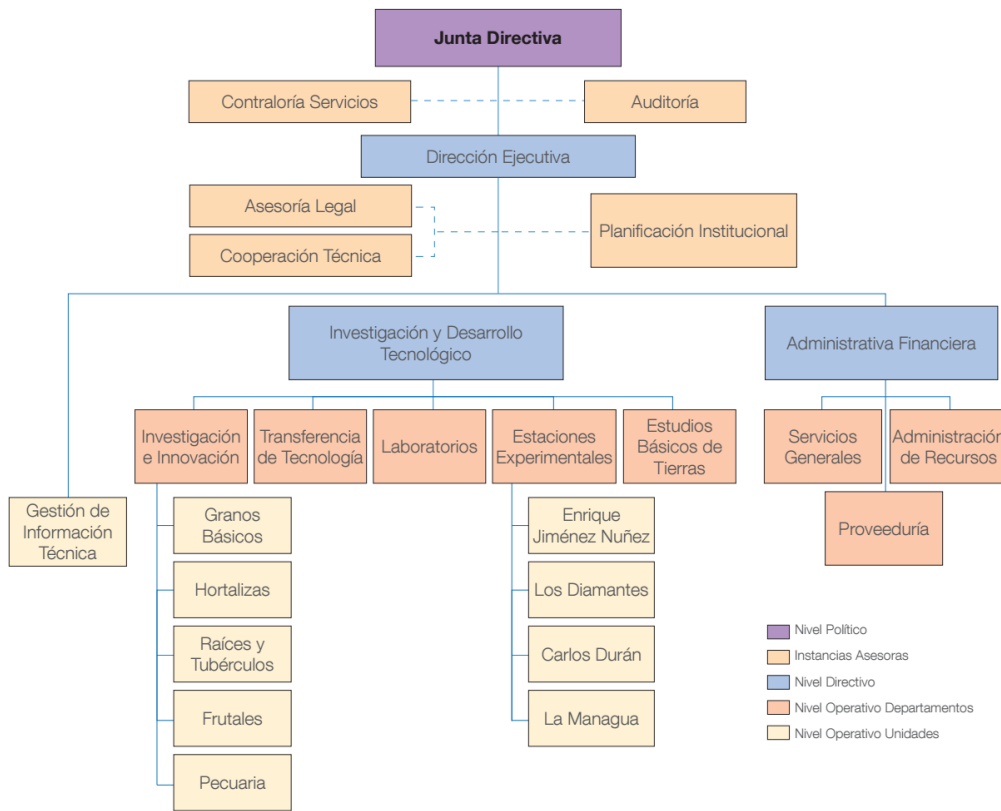 Junta Directiva
Contraloría Servicios
Auditoría
Dirección Ejecutiva
Asesoría Legal
Cooperación Técnica
Planificación Institucional
Investigación y Desarrollo
Tecnológico
Administrativa Financiera
Investigación
e Innovación
Transferencia
de Tecnología
Laboratorios
Estaciones
Experimentales
Estudios
Básicos de
Tierras
Servicios
Generales
Administración
de Recursos
Gestión de
Información
Técnica
Granos
Básicos
Enrique
Jiménez Nuñez
Proveeduría
Hortalizas
Los Diamantes
Raíces y
Tubérculos
Carlos Durán
Frutales
La Managua
Pecuaria
Nivel Político
Instancias Asesoras
Nivel Directivo
Nivel Operativo Departamentos
Nivel Operativo Unidades